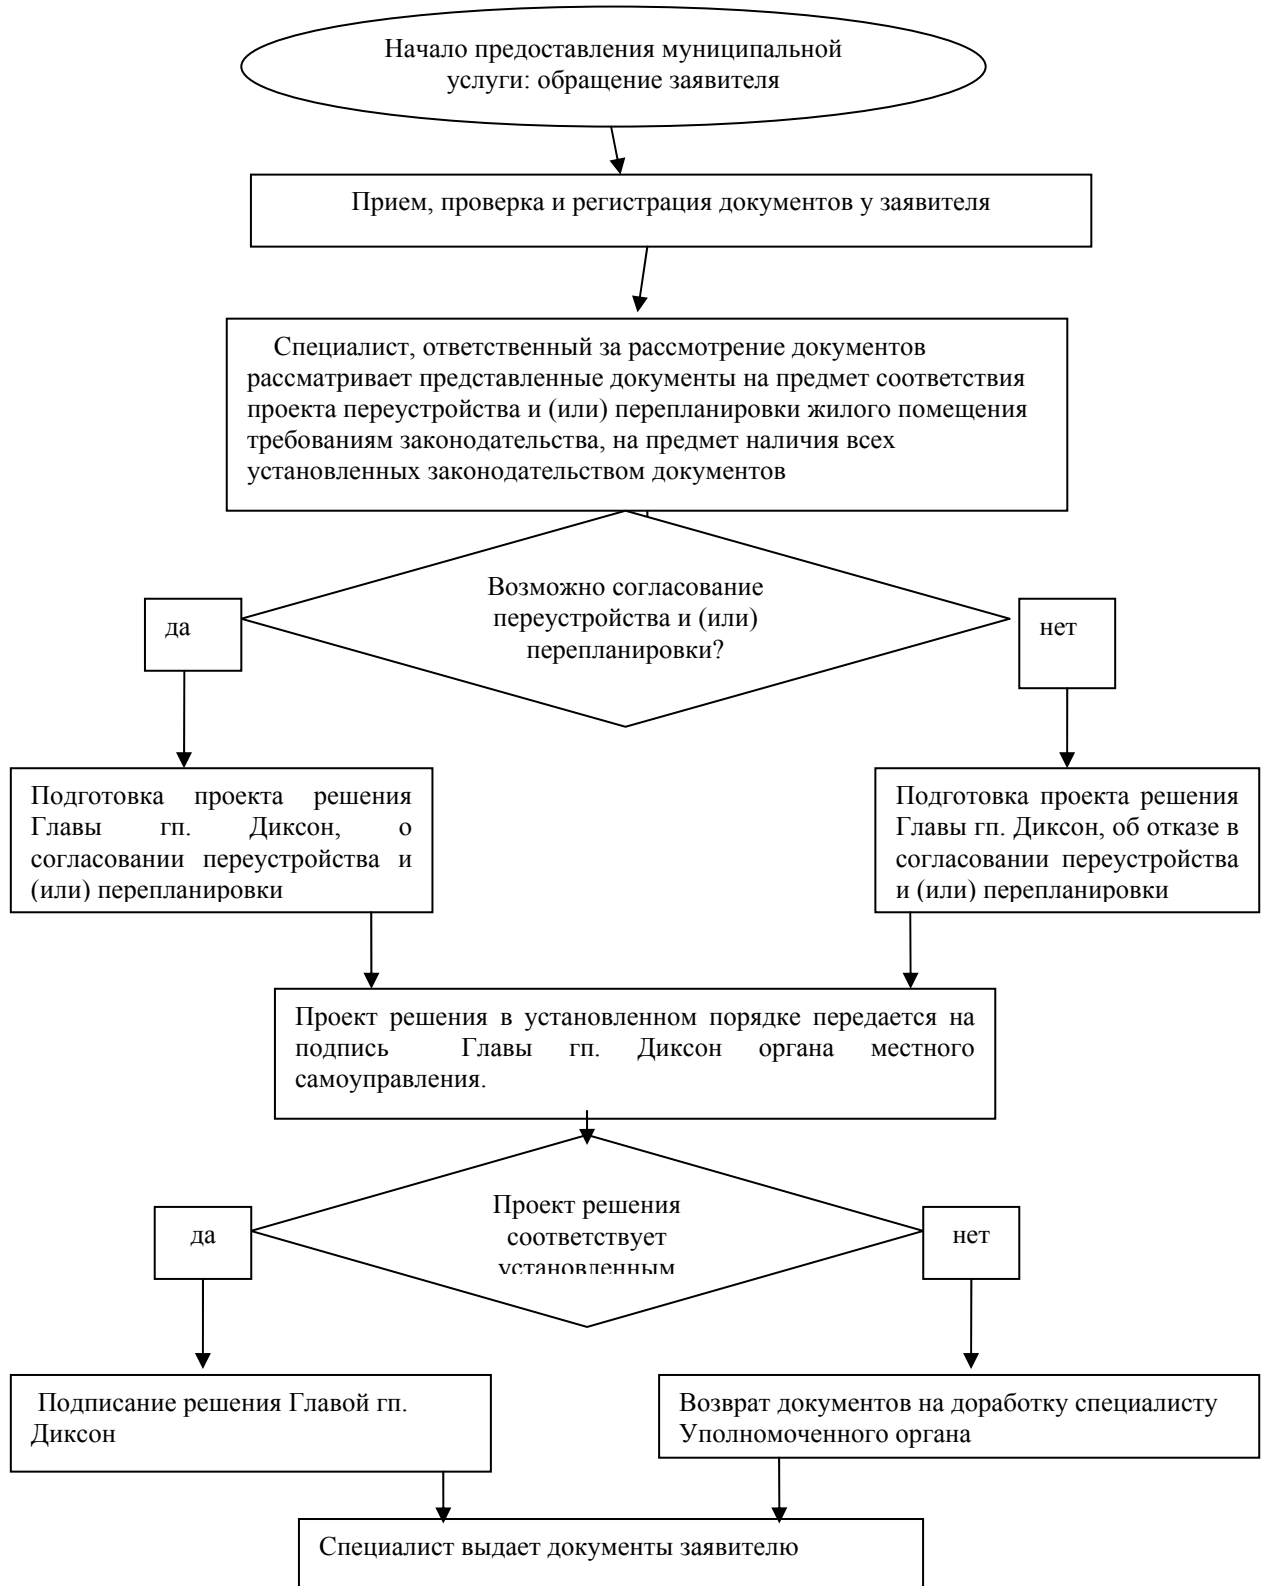 Начало предоставления муниципальной
услуги: обращение заявителя
Прием, проверка и регистрация документов у заявителя
Специалист, ответственный за рассмотрение документов
рассматривает представленные документы на предмет соответствия
проекта переустройства и (или) перепланировки жилого помещения
требованиям законодательства, на предмет наличия всех
установленных законодательством документов
Возможно согласование
переустройства и (или)
перепланировки?
да
нет
Подготовка проекта решения
Главы гп. Диксон, о
согласовании переустройства и
(или) перепланировки
Подготовка проекта решения
Главы гп. Диксон, об отказе в
согласовании переустройства
и (или) перепланировки
Проект решения в установленном порядке передается на
подпись Главы гп. Диксон органа местного
самоуправления.
Проект решения
соответствует
установленным
да
нет
Подписание решения Главой гп.
Диксон
Возврат документов на доработку специалисту
Уполномоченного органа
Специалист выдает документы заявителю